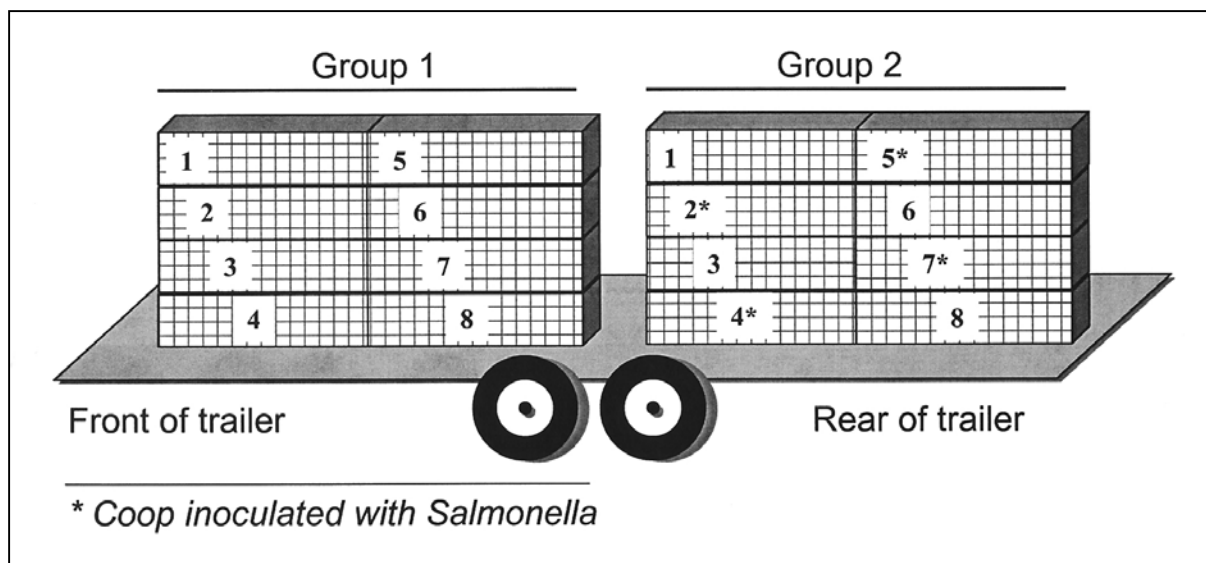 Group 1 Group 2
1 5 1 5*
2 6 2* 6
3 7 3 7*
4 8 4* 8
Front of trailer Rear of trailer
* Coop inoculated with Salmonella